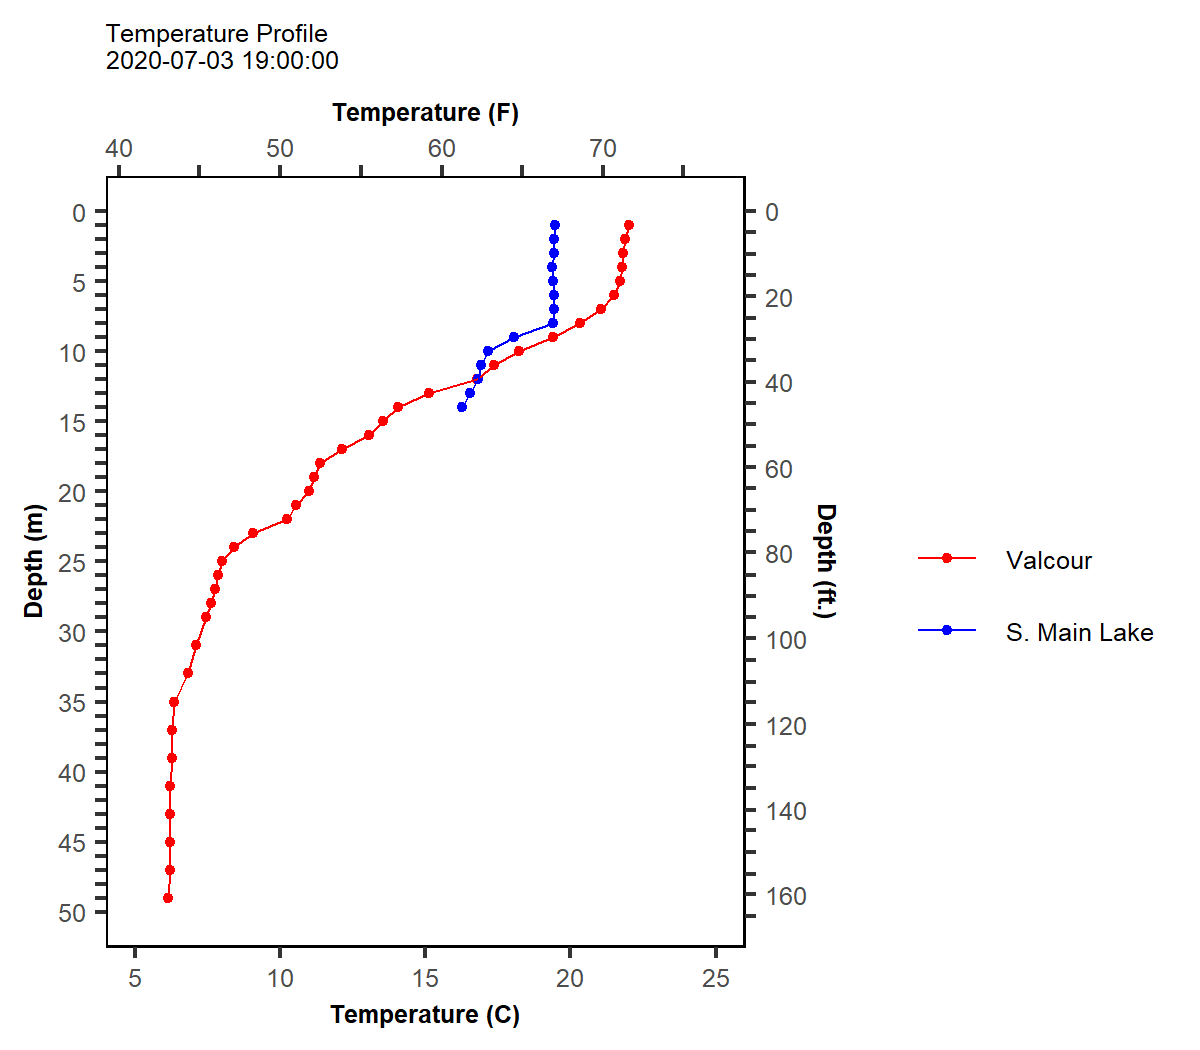 Temperature Profile
2020-07-03 19:00:00
Temperature (F)
40 50 60 70
0
5
10
15
20
25
30
35
40
45
50
Depth (m)
0
20
40
60
80
100
120
140
160
Depth (ft.)
Valcour
S. Main Lake
5 10 15 20 25
Temperature (C)